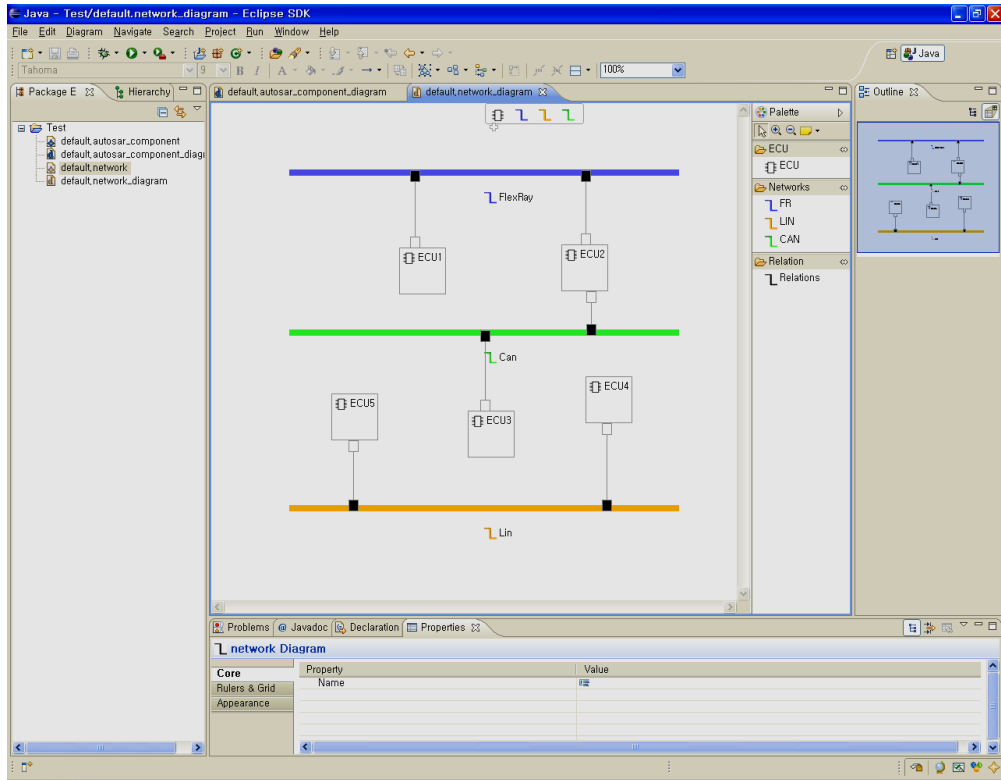 Java - Test/default.network_diagram - Eclipse SDK
File Edit Diagram Navigate Search Project Run Window Help
Java
Tahoma 9 B I A 100%
Package E Hierarchy
default.autosar_component_diagram default.network_diagram
Outline
Test
default.autosar_component
default.autosar_component_diagr
default.network
default.network_diagram
FlexRay
ECU1
ECU2
Can
ECU5
ECU3
ECU4
Lin
Palette
ECU
ECU
Networks
FR
LIN
CAN
Relation
Relations
Problems @ Javadoc Declaration Properties
network Diagram
Core
Rulers & Grid
Appearance
Property Value
Name